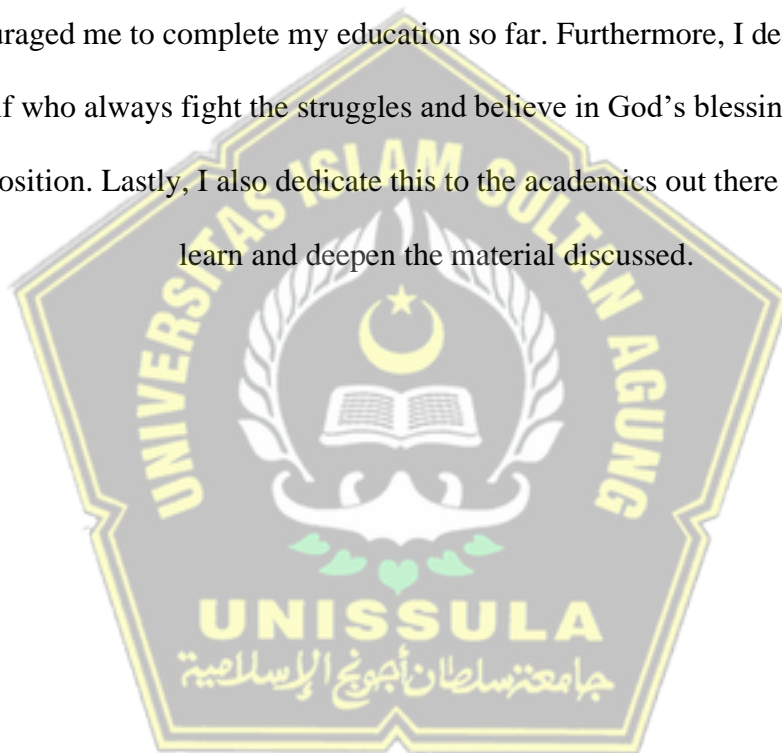 uraged me to complete my education so far. Furthermore, I de
f who always fight the struggles and believe in God's blessin
osition. Lastly, I also dedicate this to the academics out there
learn and deepen the material discussed.
UNIVERSITAS ISLAM SULTAN AGUNG
UNISSULA
جامعة سلطان أجونج الإسلامية